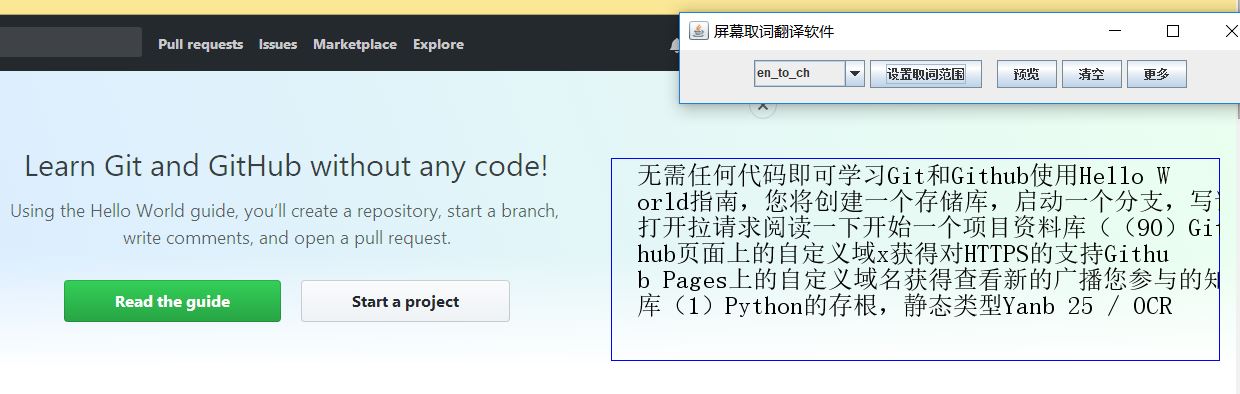 屏幕取词翻译软件
Pull requests Issues Marketplace Explore
en_to_ch 设置取词范围 预览 清空 更多
Learn Git and GitHub without any code!
Using the Hello World guide, you’ll create a repository, start a branch,
write comments, and open a pull request.
Read the guide Start a project
无需任何代码即可学习Git和Github使用Hello W
orld指南，您将创建一个存储库，启动一个分支，写
打开拉请求阅读一下开始一个项目资料库（（90）Git
hub页面上的自定义域x获得对HTTPS的支持Githu
b Pages上的自定义域名获得查看新的广播您参与的知
库（1）Python的存根，静态类型Yanb 25 / OCR